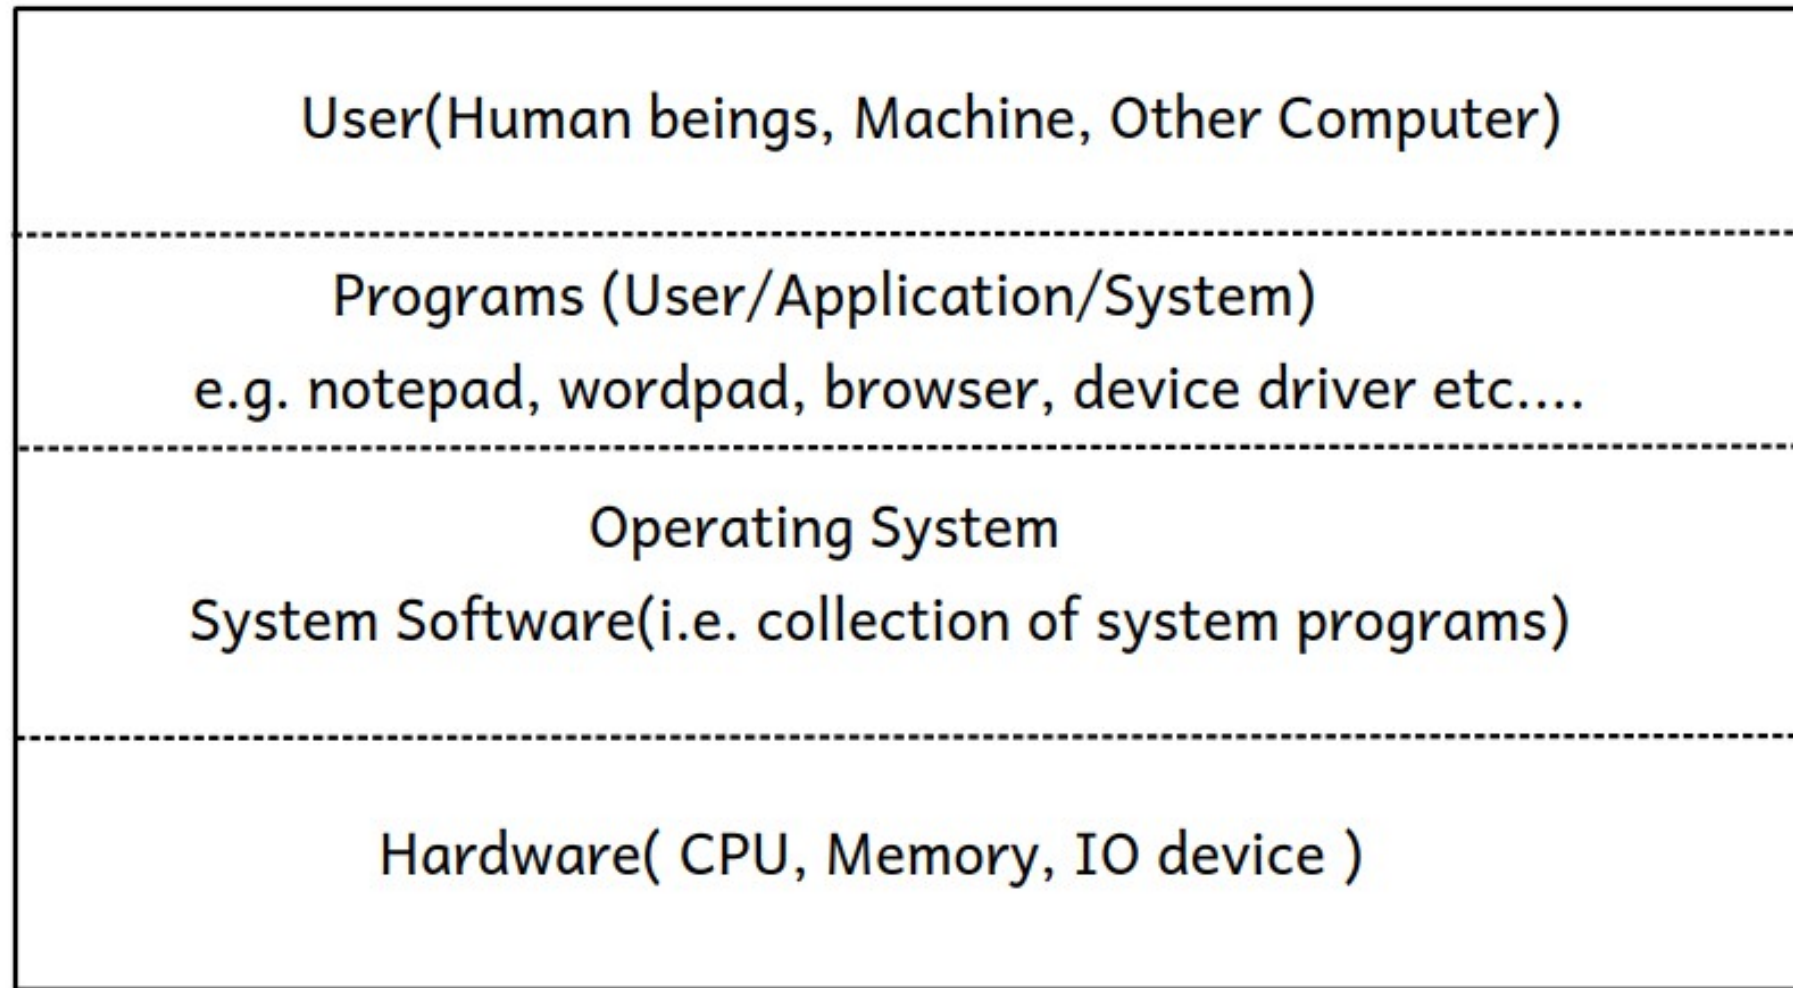 User(Human beings, Machine, Other Computer)
Programs (User/Application/System)
e.g. notepad, wordpad, browser, device driver etc....
Operating System
System Software(i.e. collection of system programs)
Hardware( CPU, Memory, IO device )